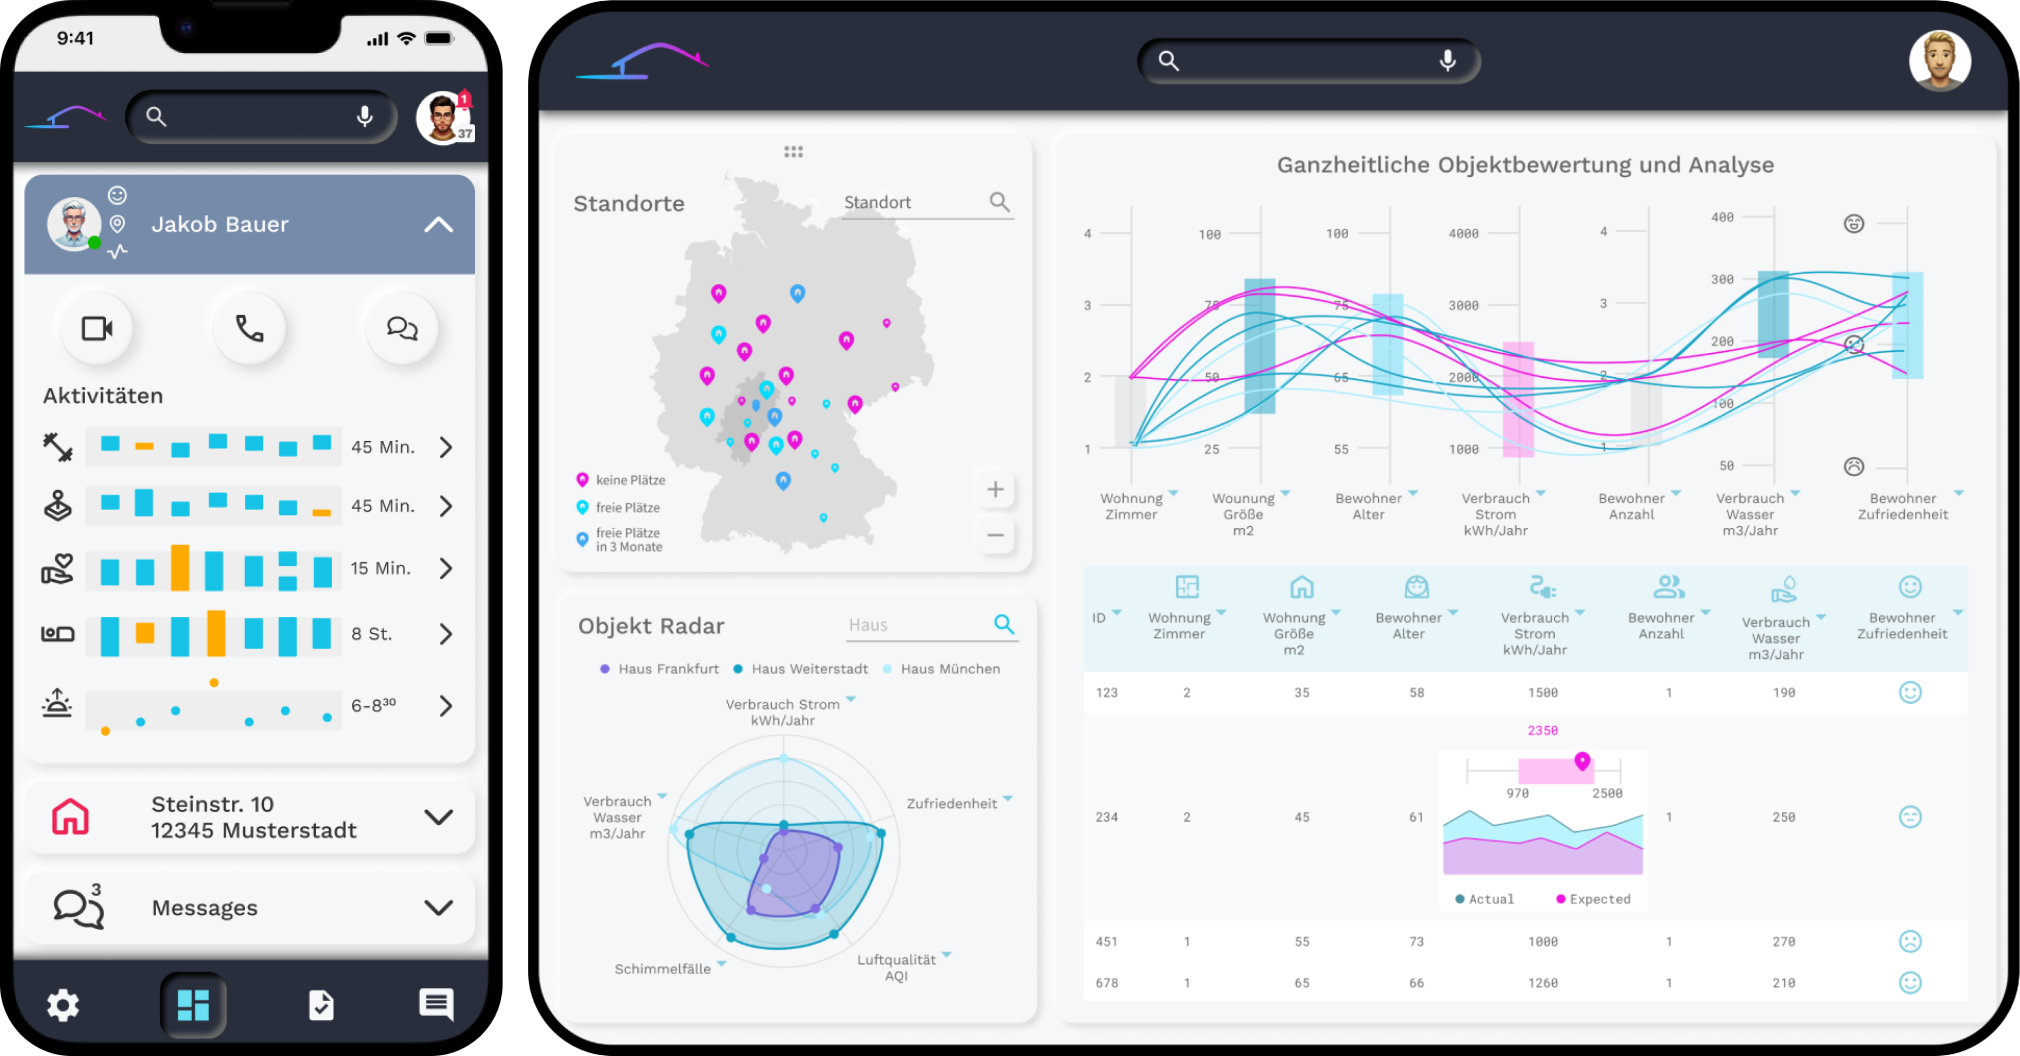 9:41
1
37
Jakob Bauer
Aktivitäten
45 Min.
45 Min.
15 Min.
8 St.
6-8³⁰
Steinstr. 10
12345 Musterstadt
3
Messages
Standorte
Standort
keine Plätze
freie Plätze
freie Plätze
in 3 Monate
+
−
Objekt Radar
Haus
Haus Frankfurt
Haus Weiterstadt
Haus München
Verbrauch Strom
kWh/Jahr
Verbrauch
Wasser
m3/Jahr
Zufriedenheit
Schimmelfälle
Luftqualität
AQI
Ganzheitliche Objektbewertung und Analyse
4 100 100 4000 4 400
3 75 75 3000 3 300
200
2 50 65 2000 2
100
1 25 55 1000 1 50
Wohnung
Zimmer
Wounung
Größe
m2
Bewohner
Alter
Verbrauch
Strom
kWh/Jahr
Bewohner
Anzahl
Verbrauch
Wasser
m3/Jahr
Bewohner
Zufriedenheit
ID
Wohnung
Zimmer
Wohnung
Größe
m2
Bewohner
Alter
Verbrauch
Strom
kWh/Jahr
Bewohner
Anzahl
Verbrauch
Wasser
m3/Jahr
Bewohner
Zufriedenheit
123 2 35 58 1500 1 190
2350
970 2500
234 2 45 61 1 250
Actual Expected
451 1 55 73 1000 1 270
678 1 65 66 1260 1 210